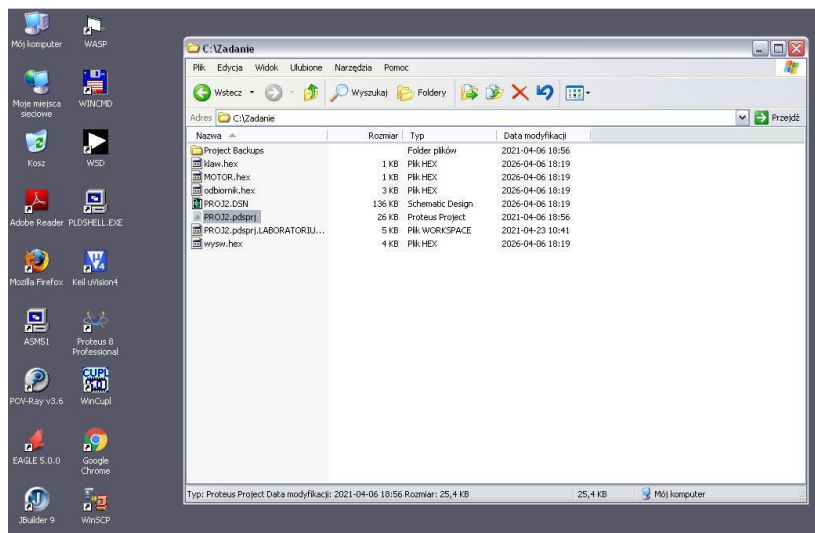 Mój komputer
WASP
Moje miejsca
sieciowe
WINCMD
Kosz
WSD
Adobe Reader
PLDSHELL.EXE
Mozilla Firefox
Keil uVision4
ASM51
Proteus 8
Professional
POV-Ray v3.6
WinCupl
EAGLE 5.0.0
Google
Chrome
JBuilder 9
WinSCP
C:\Zadanie
Plik Edycja Widok Ulubione Narzędzia Pomoc
Wstecz Wyszukaj Foldery
Adres C:\Zadanie Przejdź
Nazwa Rozmiar Typ Data modyfikacji
Project Backups Folder plików 2021-04-06 18:56
klaw.hex 1 KB Plik HEX 2026-04-06 18:19
MOTOR.hex 1 KB Plik HEX 2026-04-06 18:19
odbiornik.hex 3 KB Plik HEX 2026-04-06 18:19
PROJ2.DSN 136 KB Schematic Design 2026-04-06 18:19
PROJ2.pdsprj 26 KB Proteus Project 2021-04-06 18:56
PROJ2.pdsprj.LABORATORIU... 5 KB Plik WORKSPACE 2021-04-23 10:41
wysw.hex 4 KB Plik HEX 2026-04-06 18:19
Typ: Proteus Project Data modyfikacji: 2021-04-06 18:56 Rozmiar: 25,4 KB 25,4 KB Mój komputer